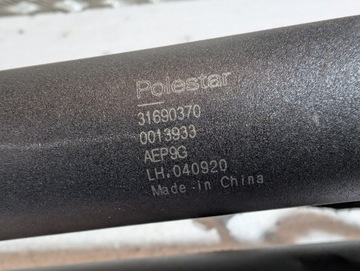 Polestar
31690370
0013933
AEP9G
LH.040920
Made in China